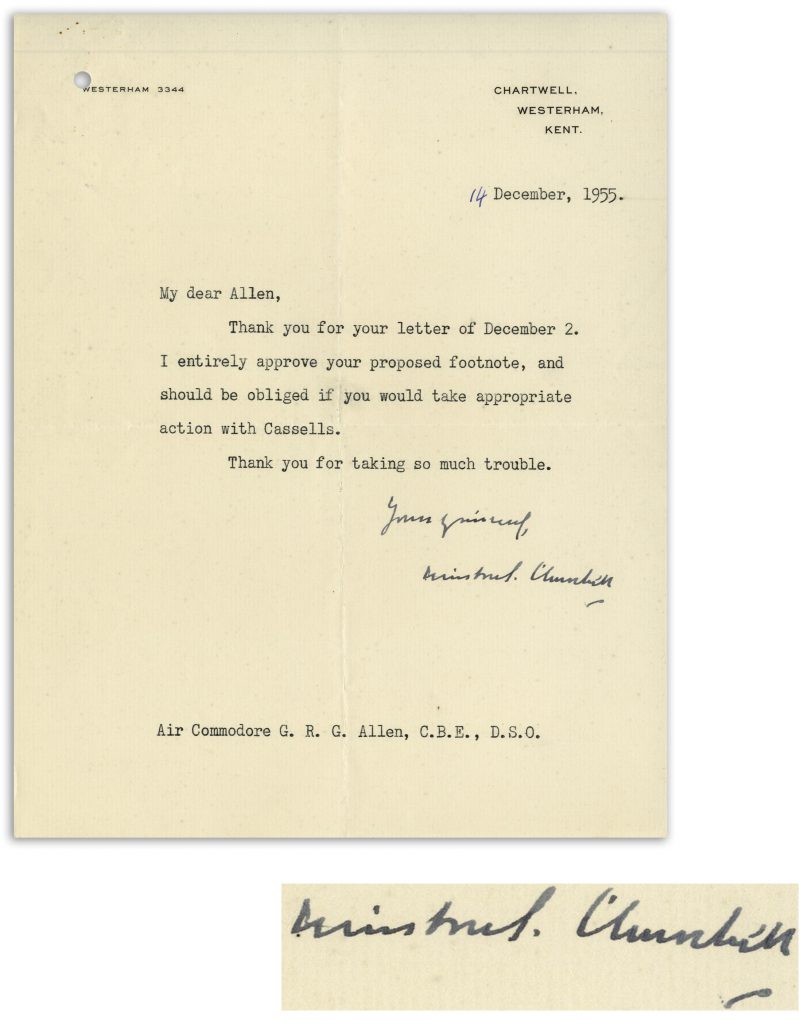 WESTERHAM 3344
CHARTWELL,
WESTERHAM,
KENT.
14 December, 1955.
My dear Allen,
Thank you for your letter of December 2.
I entirely approve your proposed footnote, and
should be obliged if you would take appropriate
action with Cassells.
Thank you for taking so much trouble.
Yours sincerely,
Winston S. Churchill
Air Commodore G. R. G. Allen, C.B.E., D.S.O.
Winston S. Churchill